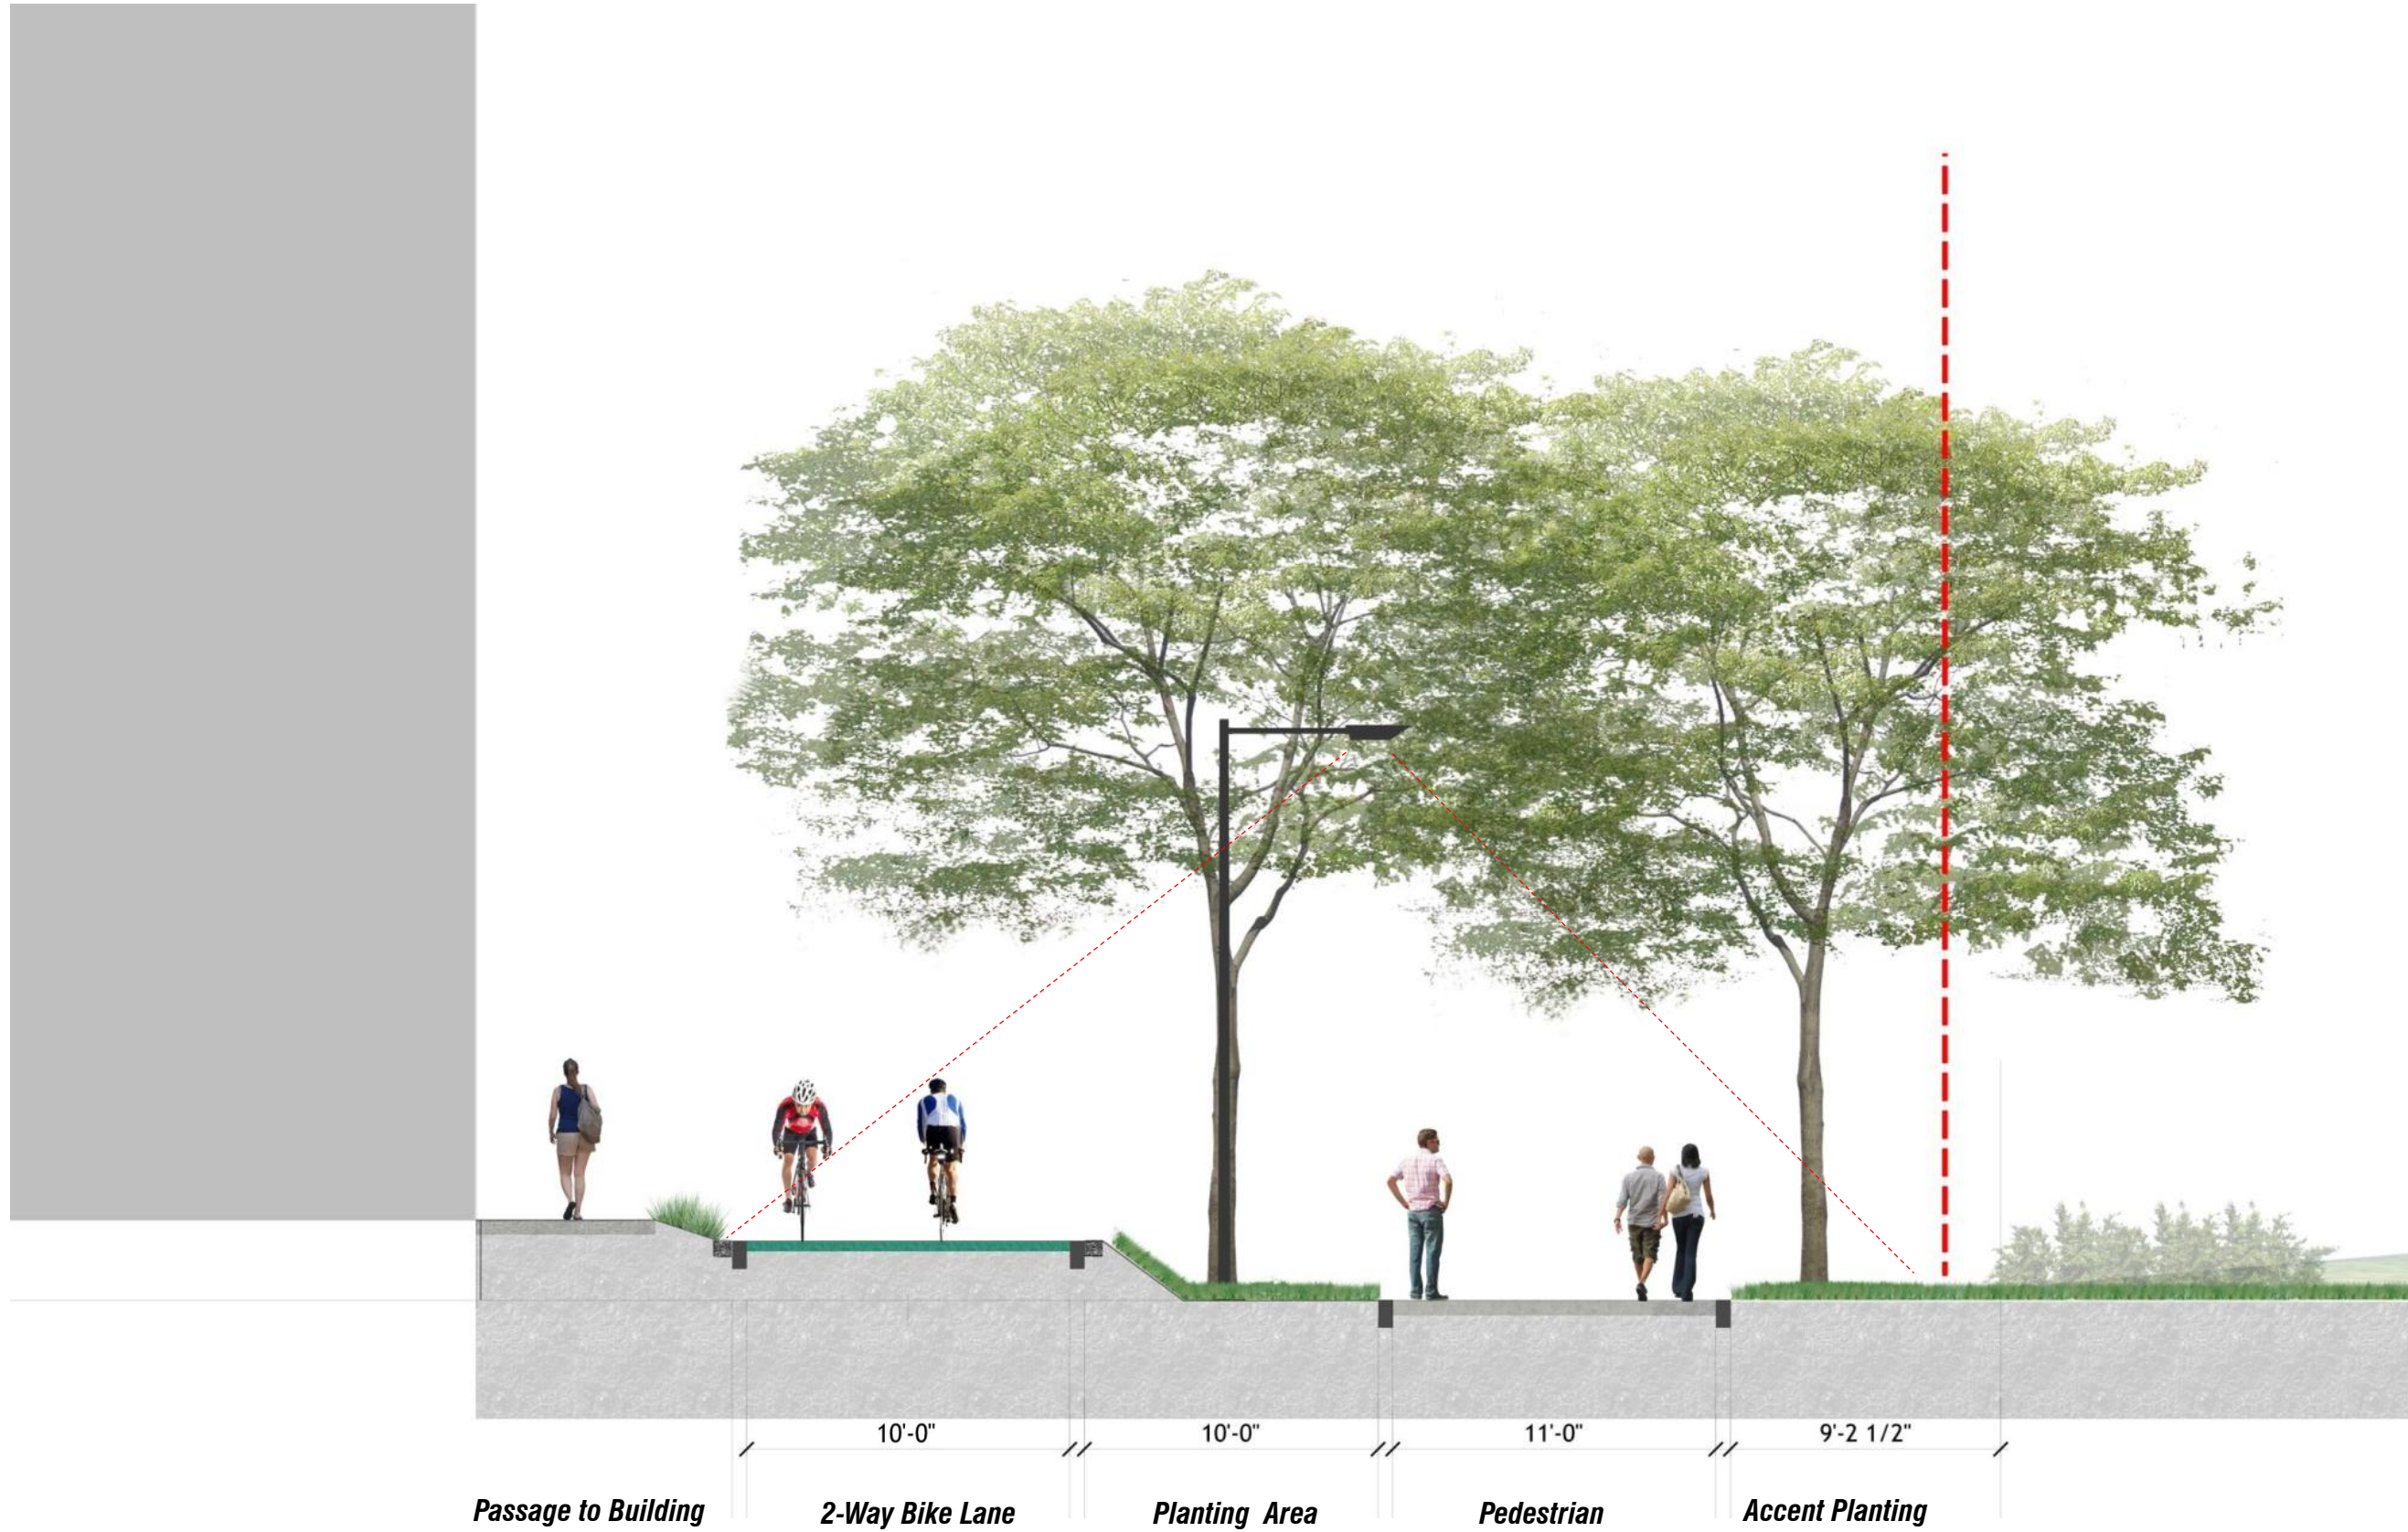 10'-0"
10'-0"
11'-0"
9'-2 1/2"
Passage to Building
2-Way Bike Lane
Planting Area
Pedestrian
Accent Planting